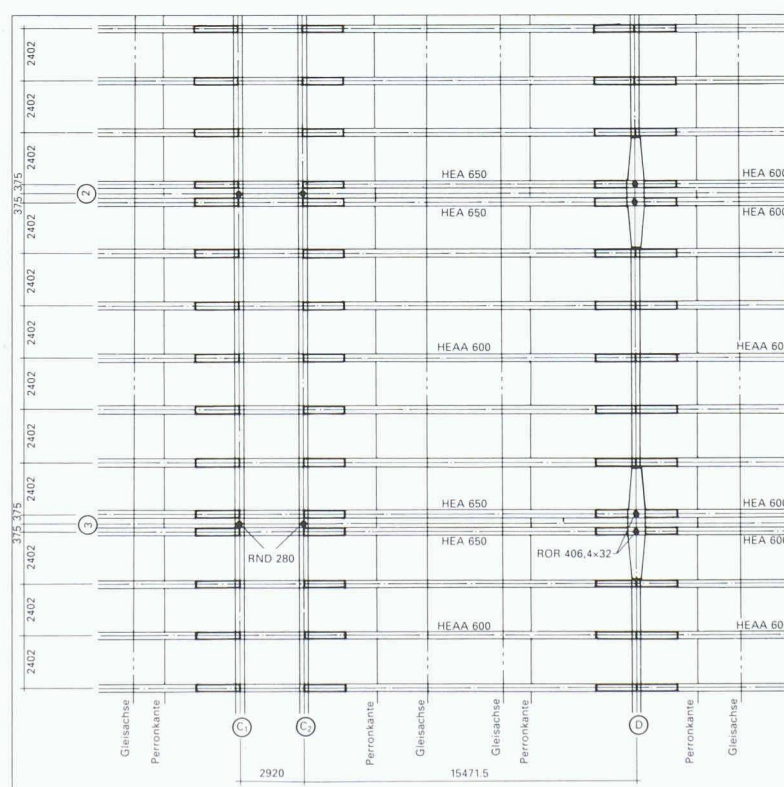 2402
2402
2402
375 375
2402
2402
2402
2402
2402
2402
375 375
2402
2402
2402
2
3
HEA 650
HEA 650
HEA 600
HEA 600
HEAA 600
HEAA 60
HEA 650
HEA 650
HEA 600
HEA 600
RND 280
ROR 406,4×32
HEAA 600
HEAA 60
Gleisachse
Perronkante
C1
C2
Perronkante
Gleisachse
Gleisachse
Perronkante
D
Perronkante
Gleisachse
2920
15471.5